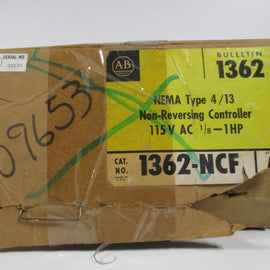 SERIAL NO.
AB
BULLETIN
1362
NEMA Type 4/13
Non-Reversing Controller
115V AC 1/8-1HP
09653
CAT.
NO.
1362-NCF